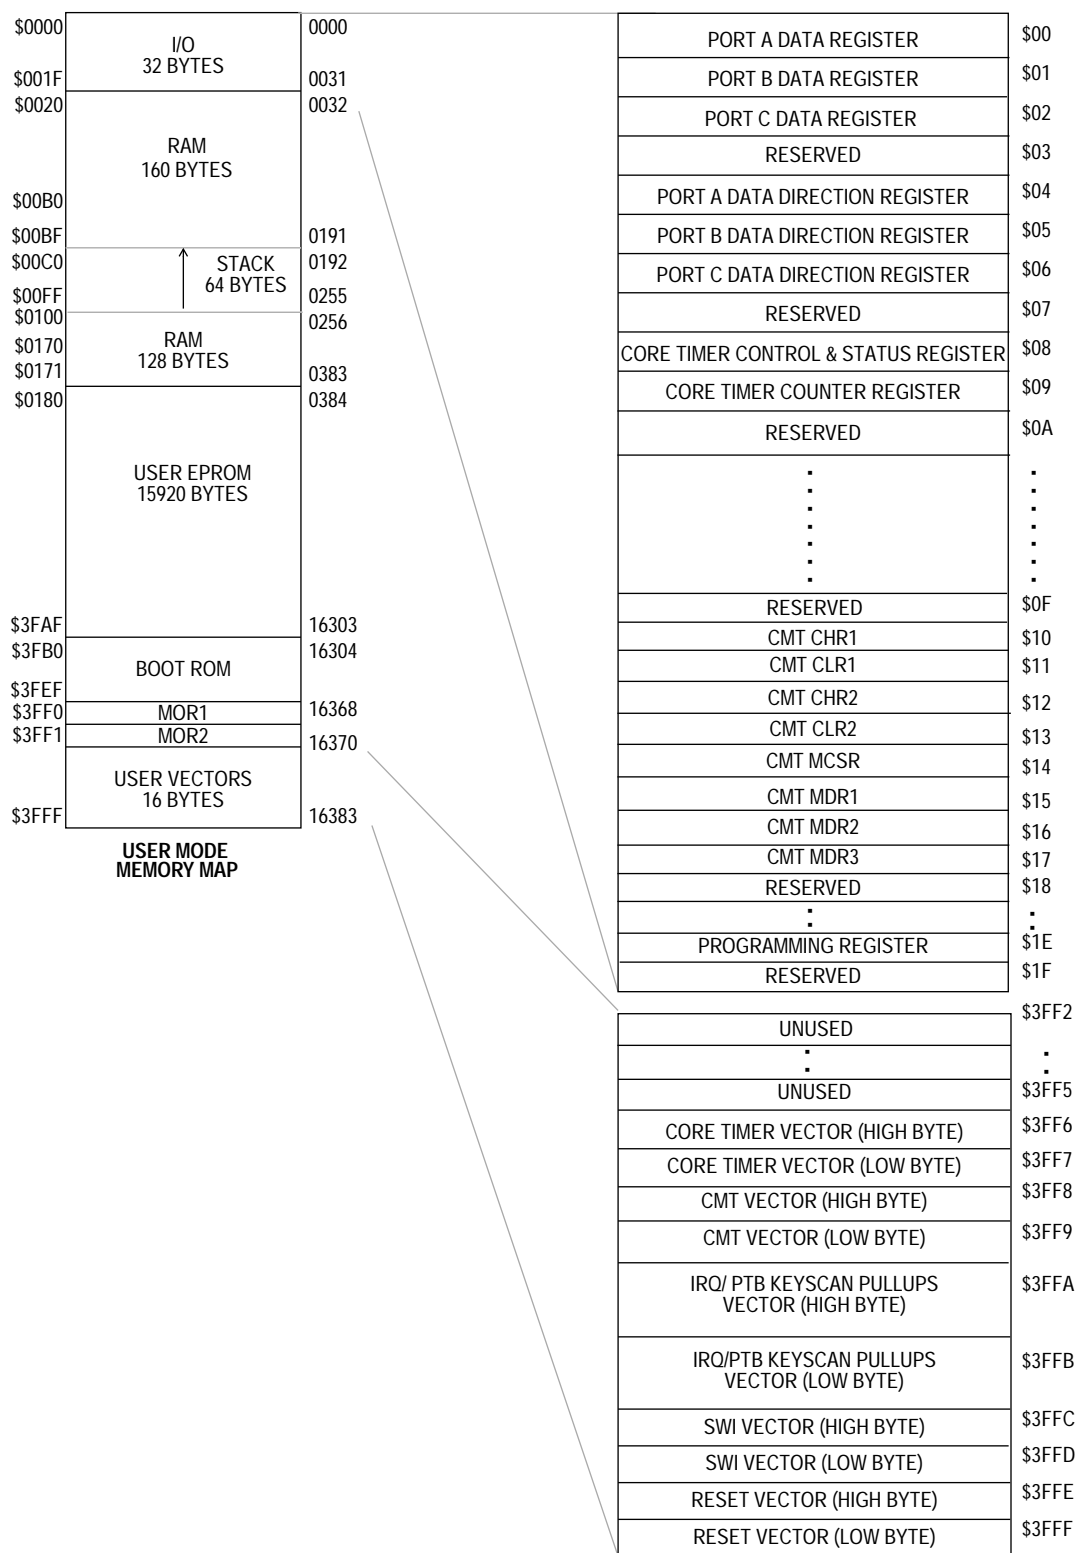 $0000
I/O
32 BYTES
0000
$001F
0031
$0020
0032
RAM
160 BYTES
$00B0
$00BF
0191
$00C0
STACK
64 BYTES
0192
$00FF
0255
$0100
0256
RAM
128 BYTES
$0170
$0171
0383
$0180
0384
USER EPROM
15920 BYTES
$3FAF
16303
$3FB0
16304
BOOT ROM
$3FEF
$3FF0
MOR1
16368
$3FF1
MOR2
16370
USER VECTORS
16 BYTES
$3FFF
16383
USER MODE
MEMORY MAP
PORT A DATA REGISTER
$00
PORT B DATA REGISTER
$01
PORT C DATA REGISTER
$02
RESERVED
$03
PORT A DATA DIRECTION REGISTER
$04
PORT B DATA DIRECTION REGISTER
$05
PORT C DATA DIRECTION REGISTER
$06
RESERVED
$07
CORE TIMER CONTROL & STATUS REGISTER
$08
CORE TIMER COUNTER REGISTER
$09
RESERVED
$0A
RESERVED
$0F
CMT CHR1
$10
CMT CLR1
$11
CMT CHR2
$12
CMT CLR2
$13
CMT MCSR
$14
CMT MDR1
$15
CMT MDR2
$16
CMT MDR3
$17
RESERVED
$18
PROGRAMMING REGISTER
$1E
RESERVED
$1F
UNUSED
$3FF2
UNUSED
$3FF5
CORE TIMER VECTOR (HIGH BYTE)
$3FF6
CORE TIMER VECTOR (LOW BYTE)
$3FF7
CMT VECTOR (HIGH BYTE)
$3FF8
CMT VECTOR (LOW BYTE)
$3FF9
IRQ/ PTB KEYSCAN PULLUPS
VECTOR (HIGH BYTE)
$3FFA
IRQ/PTB KEYSCAN PULLUPS
VECTOR (LOW BYTE)
$3FFB
SWI VECTOR (HIGH BYTE)
$3FFC
SWI VECTOR (LOW BYTE)
$3FFD
RESET VECTOR (HIGH BYTE)
$3FFE
RESET VECTOR (LOW BYTE)
$3FFF